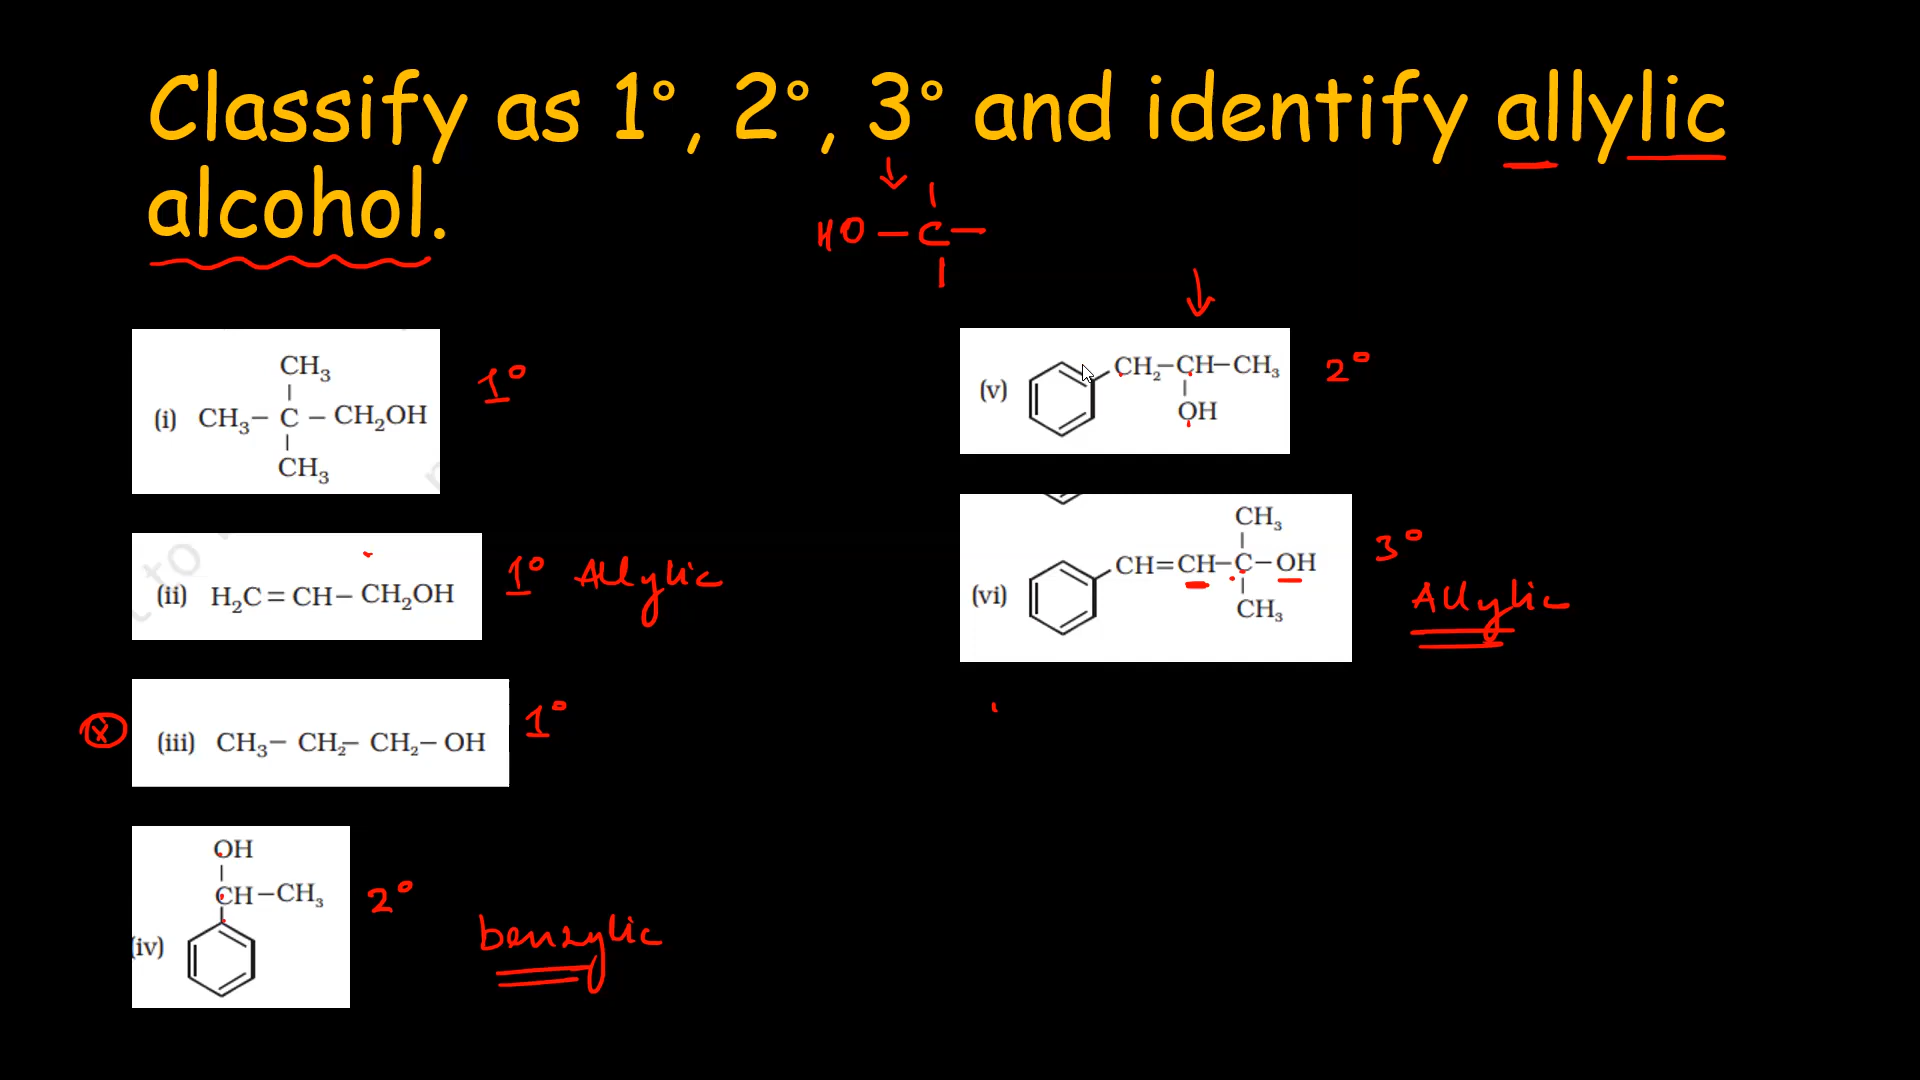 Classify as 1°, 2°, 3° and identify allylic
alcohol.
HO – C –
CH₃
(i) CH₃– C – CH₂OH
CH₃
1°
(ii) H₂C = CH– CH₂OH
1° Allylic
x
(iii) CH₃– CH₂– CH₂– OH
1°
OH
CH–CH₃
(iv)
2°
benzylic
(v) CH₂–CH–CH₃
OH
2°
CH₃
(vi) CH=CH–C–OH
CH₃
3°
Allylic